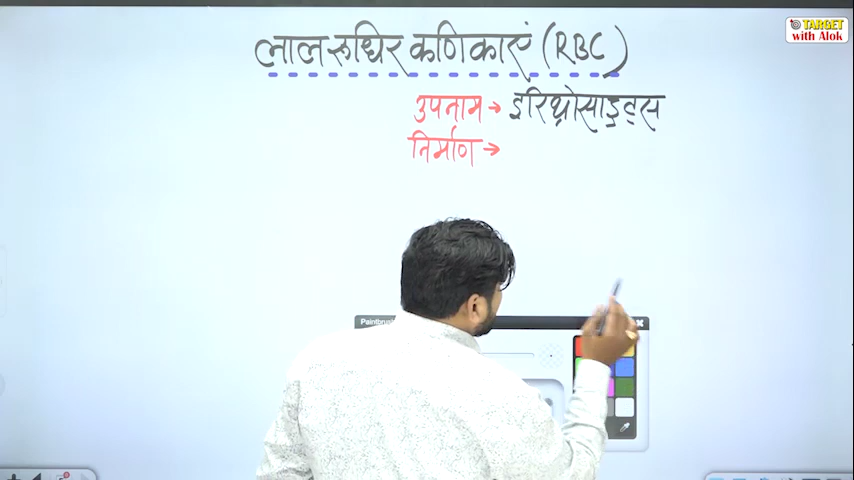 TARGET
with Alok
लाल रूधिर कणिकाएं (RBC)
उपनाम → इरिथ्रोसाइट्स
निर्माण →